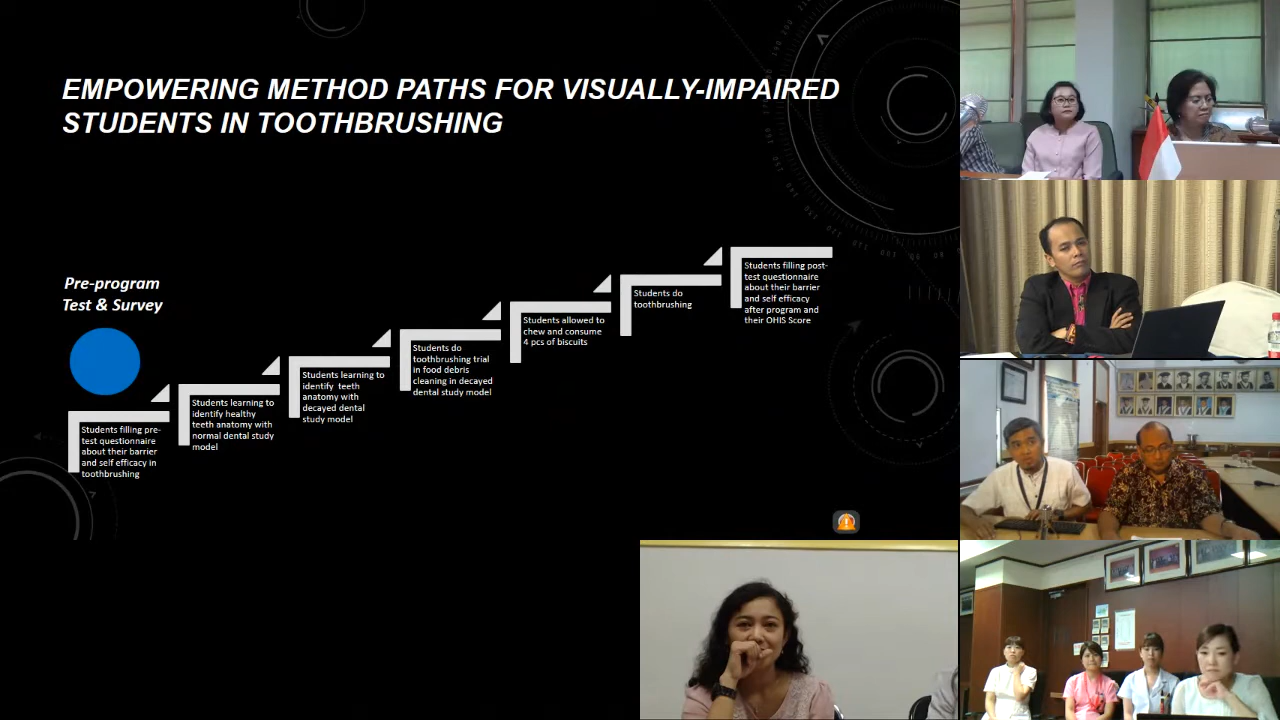 EMPOWERING METHOD PATHS FOR VISUALLY-IMPAIRED
STUDENTS IN TOOTHBRUSHING
Pre-program
Test & Survey
Students filling pre-
test questionnaire
about their barrier
and self efficacy in
toothbrushing
Students learning to
identify healthy
teeth anatomy with
normal dental study
model
Students learning to
identify teeth
anatomy with
decayed dental
study model
Students do
toothbrushing trial
in food debris
cleaning in decayed
dental study model
Students allowed to
chew and consume
4 pcs of biscuits
Students do
toothbrushing
Students filling post-
test questionnaire
about their barrier
and self efficacy
after program and
their OHIS Score